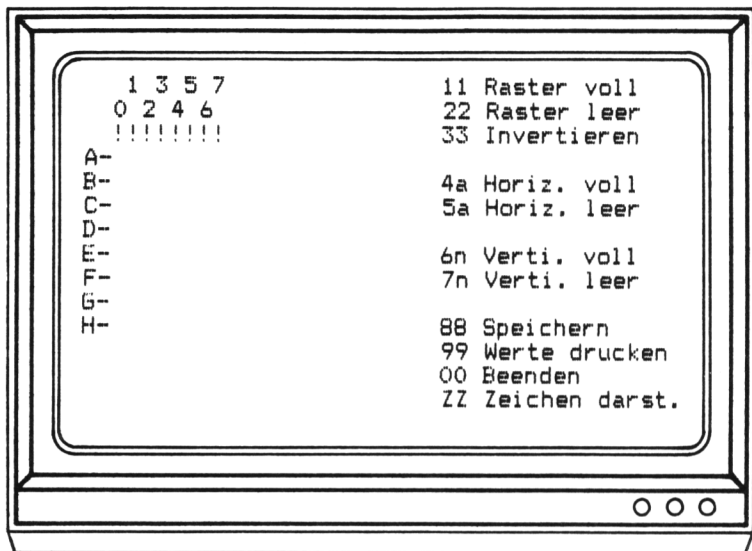 1 3 5 7
0 2 4 6
!!!!!!!!
A-
B-
C-
D-
E-
F-
G-
H-
11 Raster voll
22 Raster leer
33 Invertieren
4a Horiz. voll
5a Horiz. leer
6n Verti. voll
7n Verti. leer
88 Speichern
99 Werte drucken
00 Beenden
ZZ Zeichen darst.